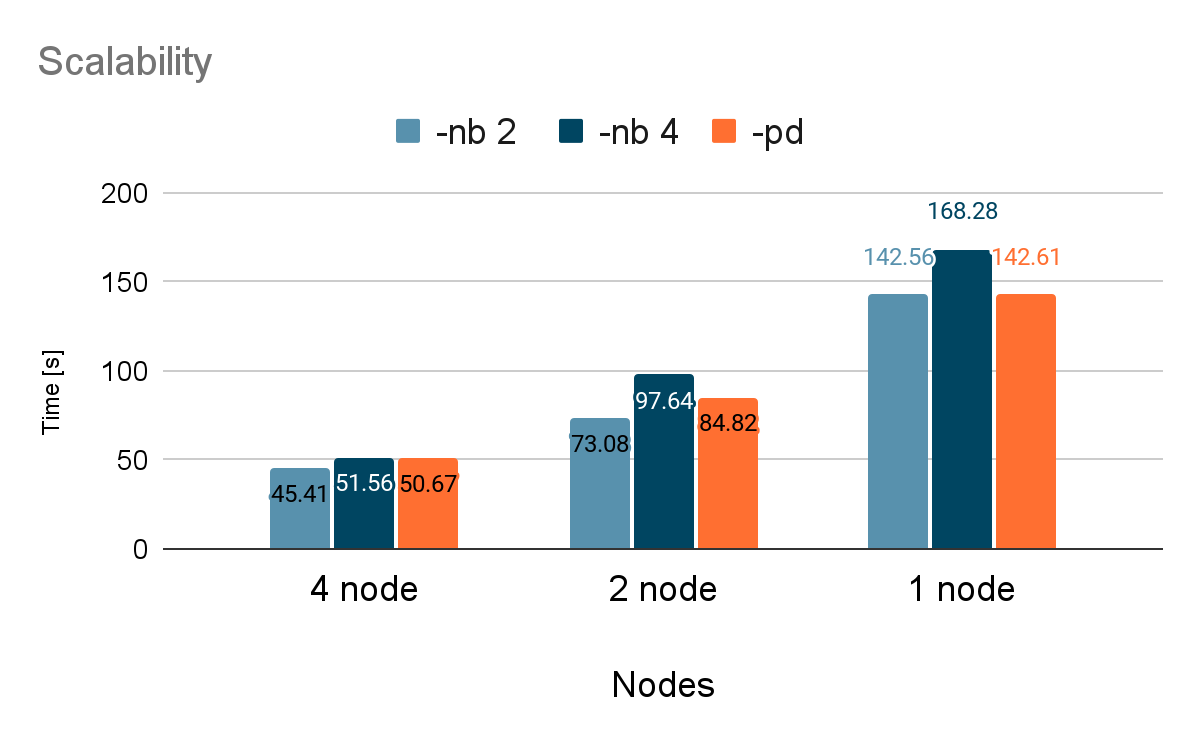 Scalability
-nb 2 -nb 4 -pd
200
150
100
50
0
Time [s]
168.28
142.56 142.61
97.64
84.82
73.08
51.56 50.67
45.41
4 node 2 node 1 node
Nodes